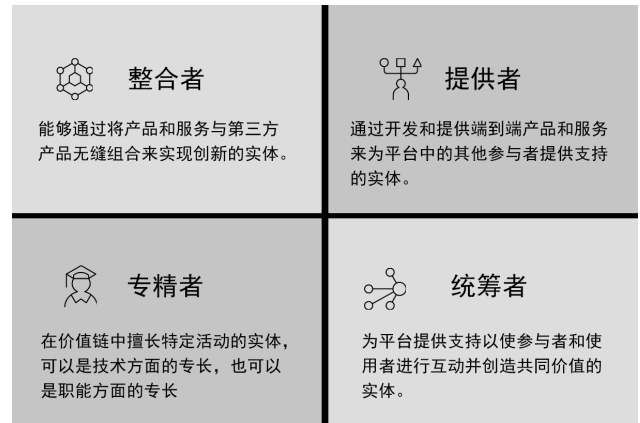 整合者
能够通过将产品和服务与第三方
产品无缝组合来实现创新的实体。
提供者
通过开发和提供端到端产品和服务
来为平台中的其他参与者提供支持
的实体。
专精者
在价值链中擅长特定活动的实体,
可以是技术方面的专长,也可以
是职能方面的专长
统筹者
为平台提供支持以使参与者和使
用者进行互动并创造共同价值的
实体。